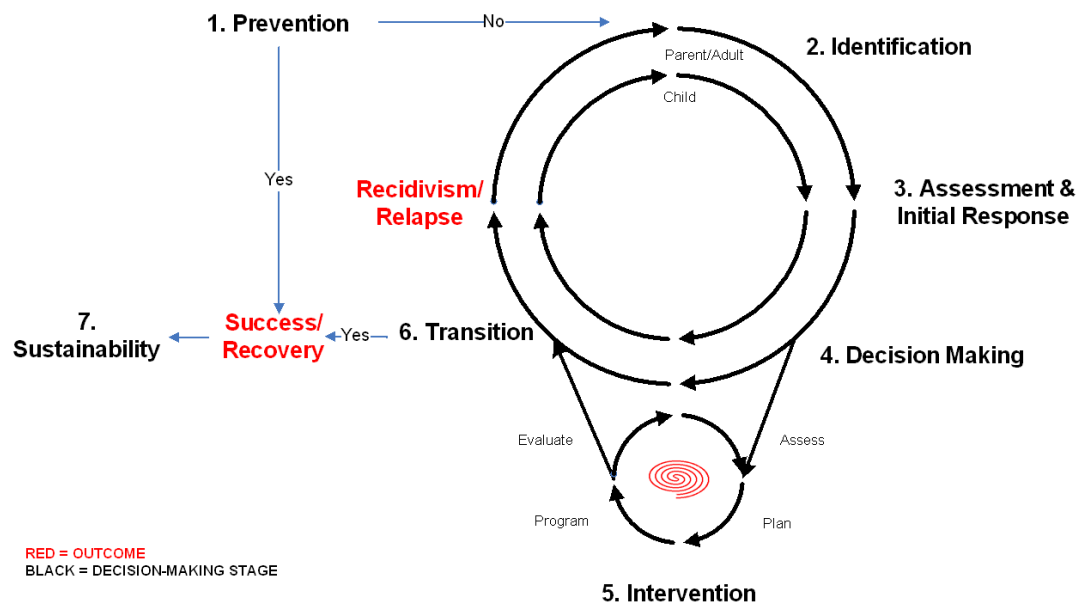 1. Prevention
No
Parent/Adult
2. Identification
Child
Yes
Recidivism/
Relapse
3. Assessment &
Initial Response
7.
Sustainability
Success/
Recovery
Yes
6. Transition
4. Decision Making
Evaluate
Assess
Program
Plan
RED = OUTCOME
BLACK = DECISION-MAKING STAGE
5. Intervention